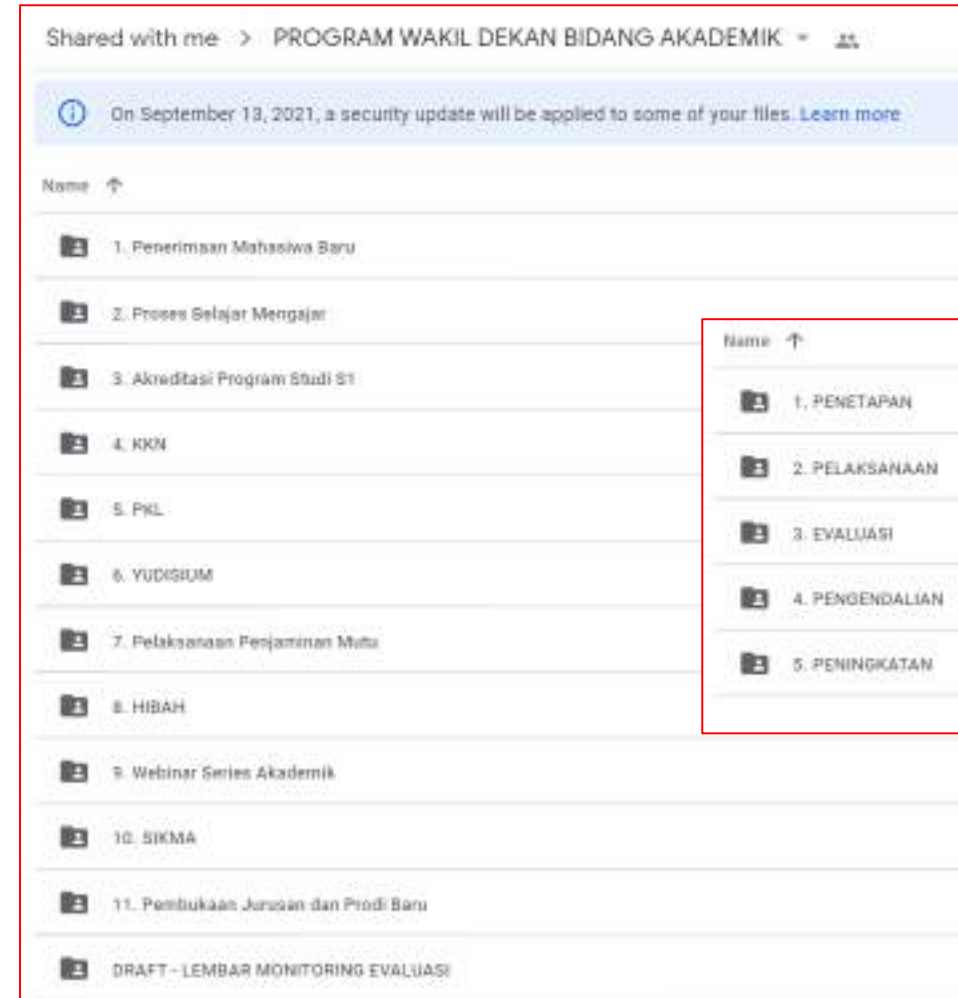 Shared with me > PROGRAM WAKIL DEKAN BIDANG AKADEMIK
On September 13, 2021, a security update will be applied to some of your files. Learn more
Name
1. Penerimaan Mahasiwa Baru
2. Proses Belajar Mengajar
3. Akreditasi Program Studi S1
4. KKN
5. PKL
6. YUDISIUM
7. Pelaksanaan Penjaminan Mutu
8. HIBAH
9. Webinar Series Akademik
10. SIKMA
11. Pembukaan Jurusan dan Prodi Baru
DRAFT - LEMBAR MONITORING EVALUASI
Name
1. PENETAPAN
2. PELAKSANAAN
3. EVALUASI
4. PENGENDALIAN
5. PENINGKATAN